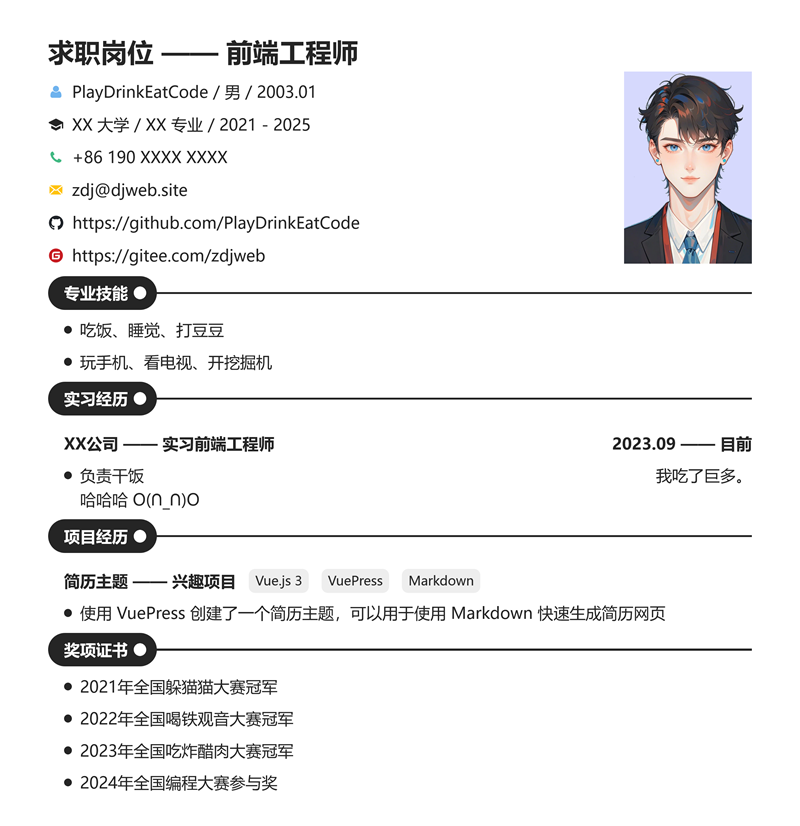 求职岗位 —— 前端工程师
PlayDrinkEatCode / 男 / 2003.01
XX 大学 / XX 专业 / 2021 - 2025
+86 190 XXXX XXXX
zdj@djweb.site
https://github.com/PlayDrinkEatCode
https://gitee.com/zdjweb
专业技能
吃饭、睡觉、打豆豆
玩手机、看电视、开挖掘机
实习经历
XX公司 —— 实习前端工程师 2023.09 —— 目前
负责干饭 我吃了巨多。
哈哈哈 O(∩_∩)O
项目经历
简历主题 —— 兴趣项目 Vue.js 3 VuePress Markdown
使用 VuePress 创建了一个简历主题，可以用于使用 Markdown 快速生成简历网页
奖项证书
2021年全国躲猫猫大赛冠军
2022年全国喝铁观音大赛冠军
2023年全国吃炸醋肉大赛冠军
2024年全国编程大赛参与奖